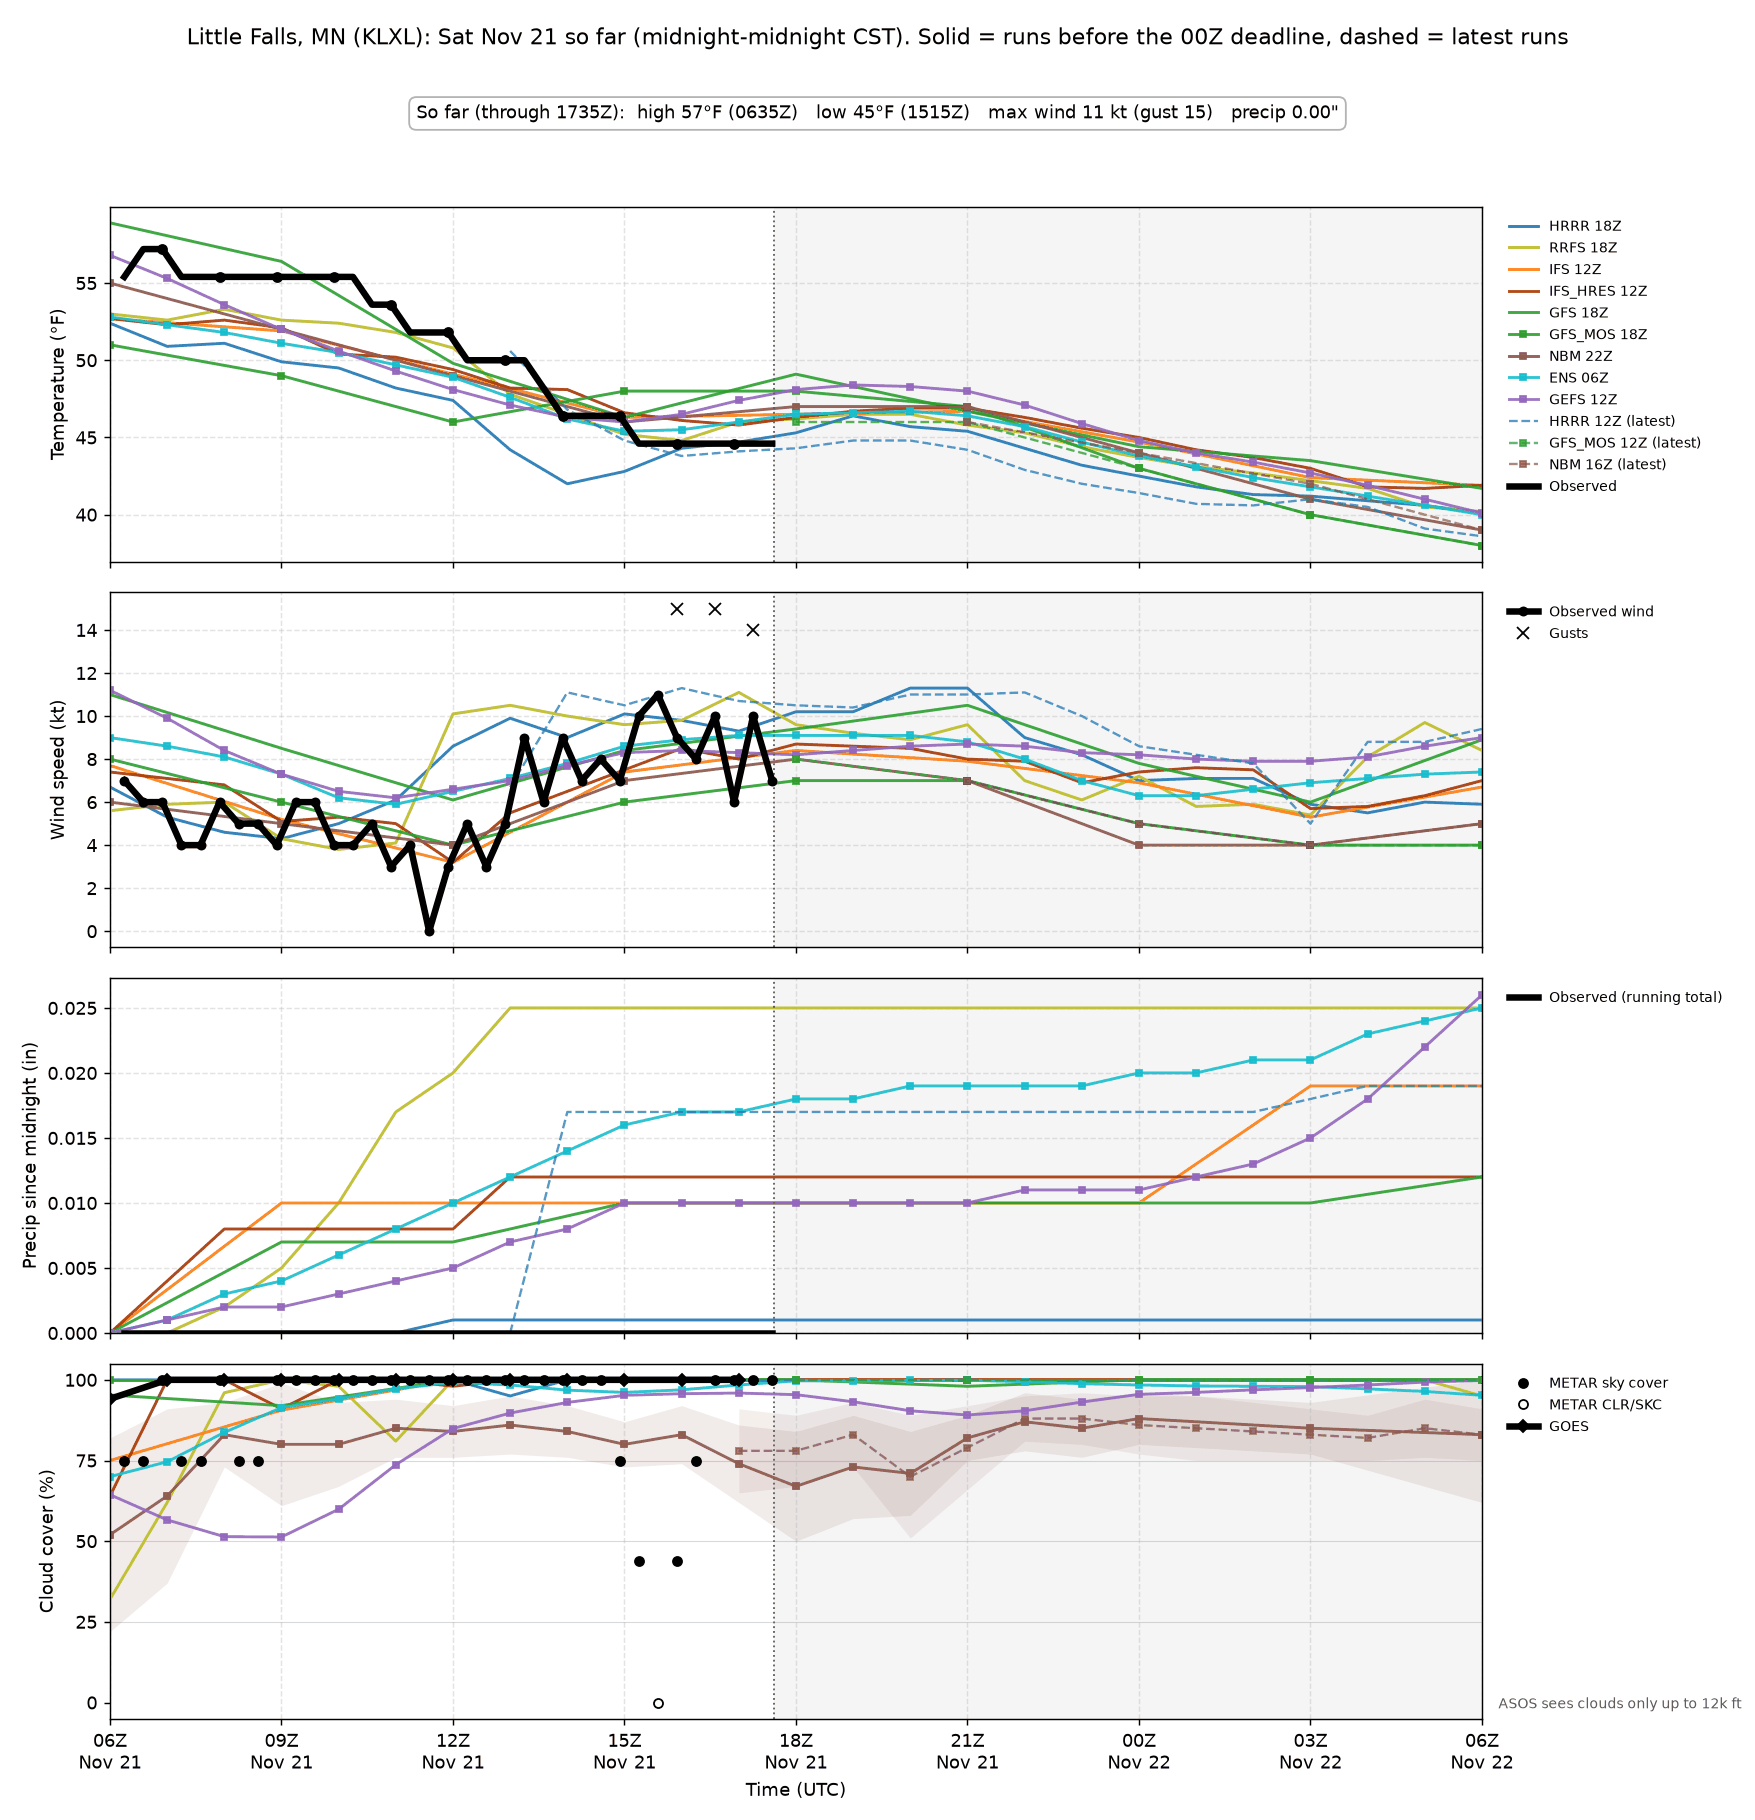 Little Falls, MN (KLXL): Sat Nov 21 so far (midnight-midnight CST). Solid = runs before the 00Z deadline, dashed = latest runs
So far (through 1735Z):  high 57°F (0635Z)   low 45°F (1515Z)   max wind 11 kt (gust 15)   precip 0.00"
Temperature (°F)
55
50
45
40
HRRR 18Z
RRFS 18Z
IFS 12Z
IFS_HRES 12Z
GFS 18Z
GFS_MOS 18Z
NBM 22Z
ENS 06Z
GEFS 12Z
HRRR 12Z (latest)
GFS_MOS 12Z (latest)
NBM 16Z (latest)
Observed
Wind speed (kt)
14
12
10
8
6
4
2
0
Observed wind
Gusts
Precip since midnight (in)
0.025
0.020
0.015
0.010
0.005
0.000
Observed (running total)
Cloud cover (%)
100
75
50
25
0
METAR sky cover
METAR CLR/SKC
GOES
ASOS sees clouds only up to 12k ft
06Z
Nov 21
09Z
Nov 21
12Z
Nov 21
15Z
Nov 21
18Z
Nov 21
21Z
Nov 21
00Z
Nov 22
03Z
Nov 22
06Z
Nov 22
Time (UTC)